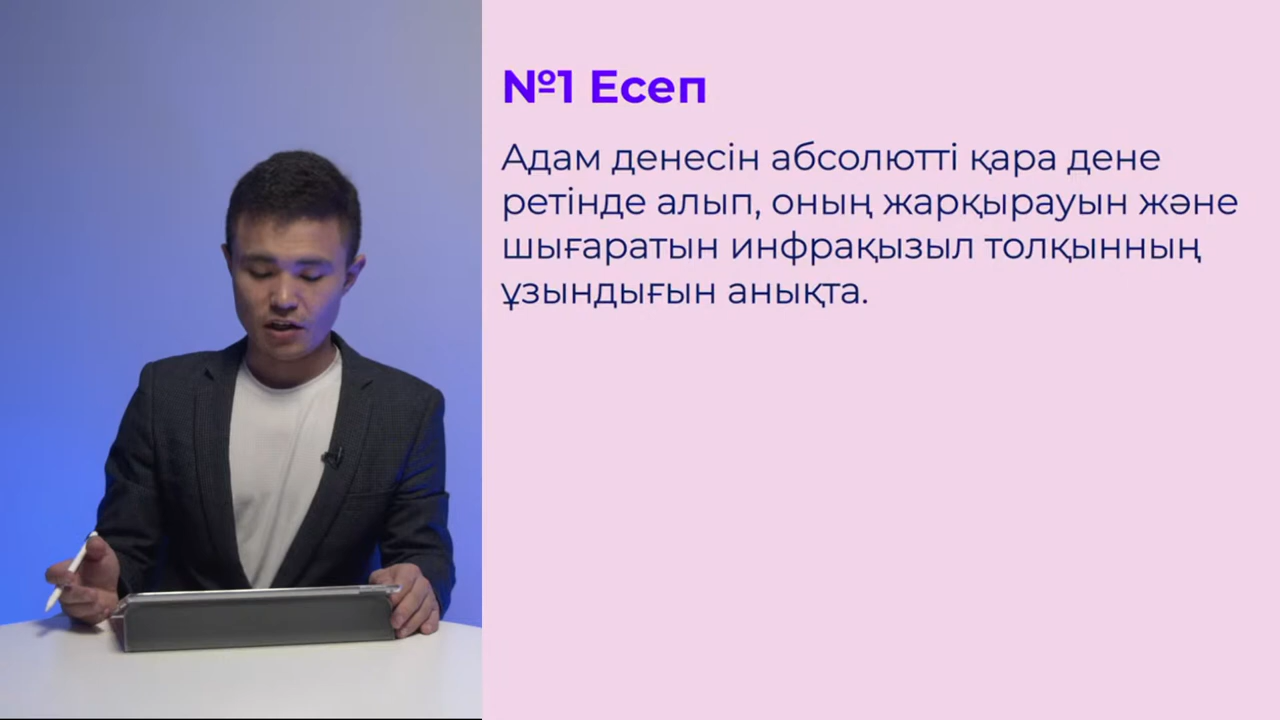 №1 Есеп
Адам денесін абсолютті қара дене
ретінде алып, оның жарқырауын және
шығаратын инфрақызыл толқынның
ұзындығын анықта.